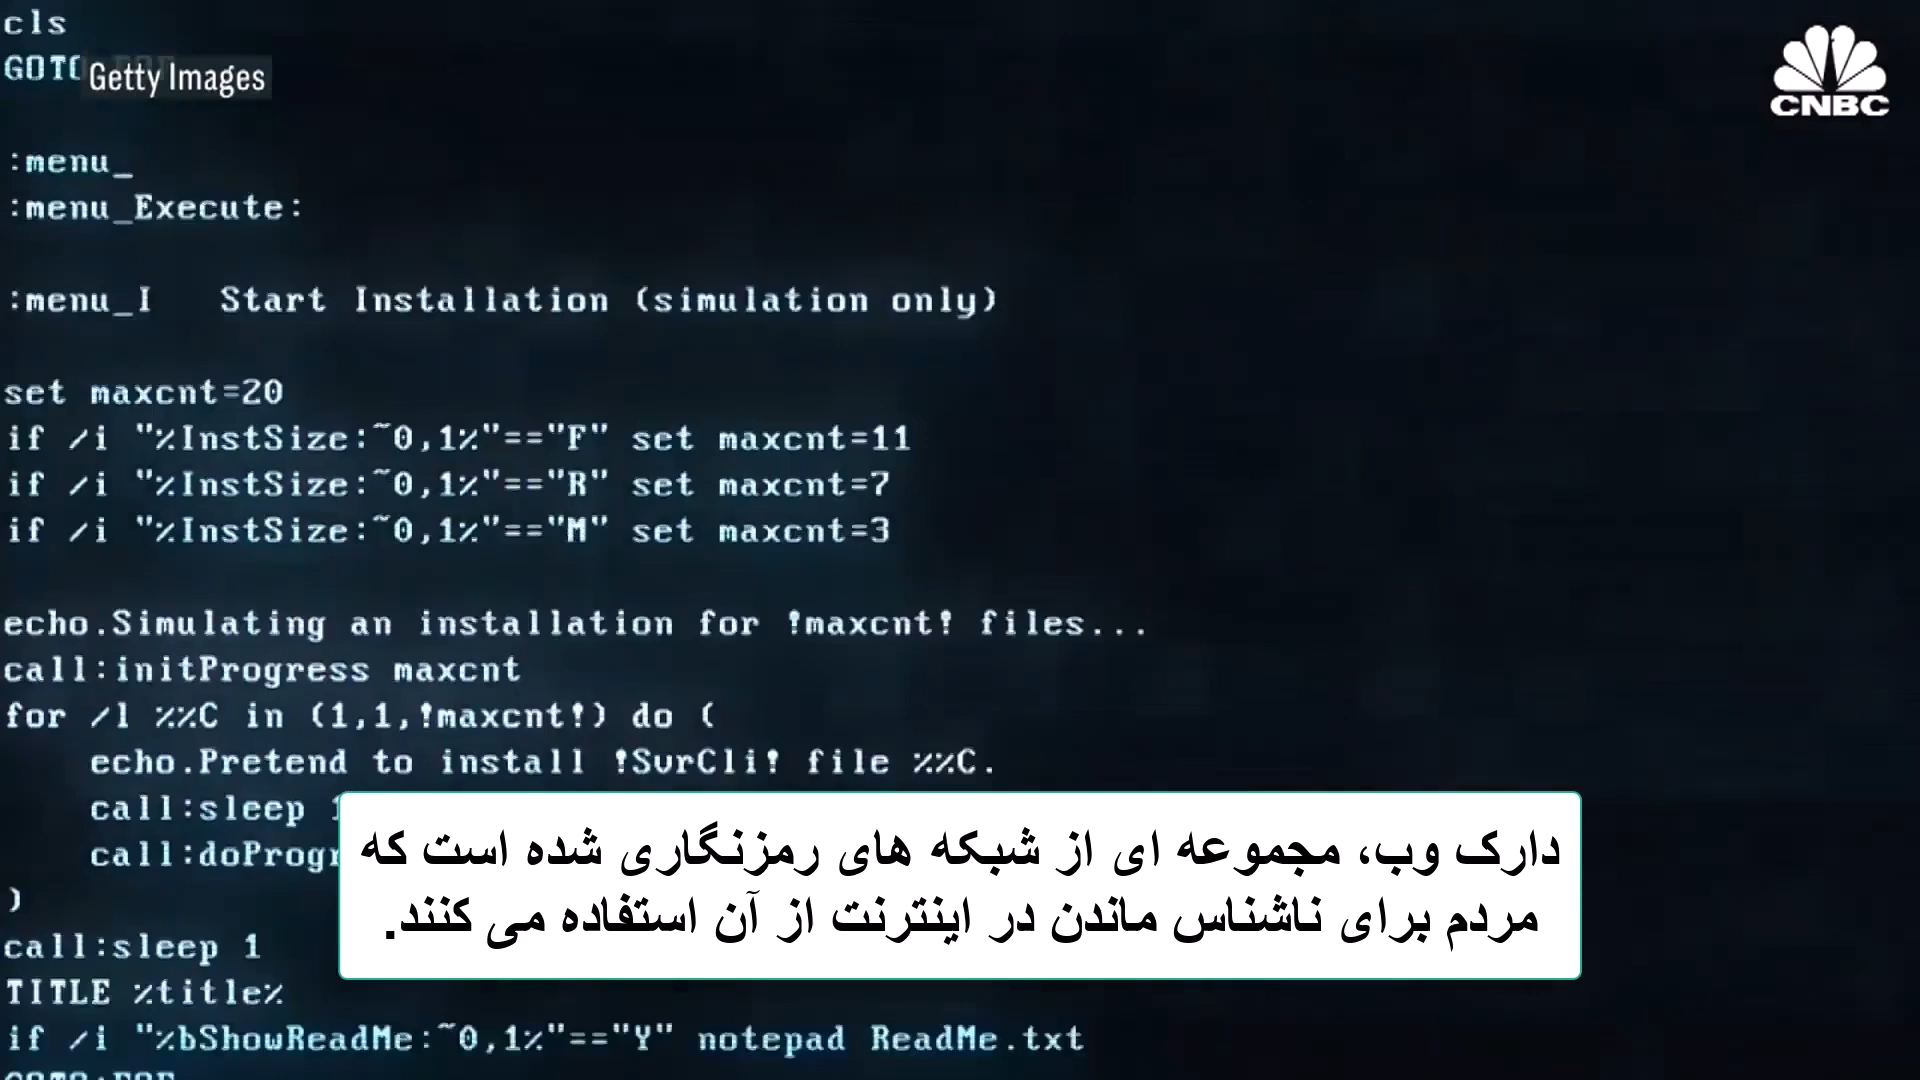 cls
GOTO:EOF
Getty Images
CNBC
:menu_
:menu_Execute:
:menu_I Start Installation (simulation only)
set maxcnt=20
if /i "%InstSize:~0,1%"=="F" set maxcnt=11
if /i "%InstSize:~0,1%"=="R" set maxcnt=7
if /i "%InstSize:~0,1%"=="M" set maxcnt=3
echo.Simulating an installation for !maxcnt! files...
call:initProgress maxcnt
for /l %%C in (1,1,!maxcnt!) do (
echo.Pretend to install !SvrCli! file %%C.
call:sleep 1
call:doProgr
)
دارک وب، مجموعه ای از شبکه های رمزنگاری شده است که
مردم برای ناشناس ماندن در اینترنت از آن استفاده می کنند.
call:sleep 1
TITLE %title%
if /i "%bShowReadMe:~0,1%"=="Y" notepad ReadMe.txt
GOTO:EOF